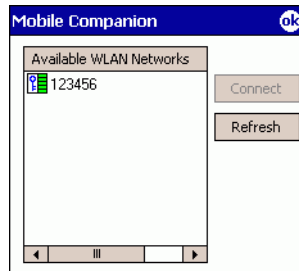 Mobile Companion ok
Available WLAN Networks
123456
Connect
Refresh